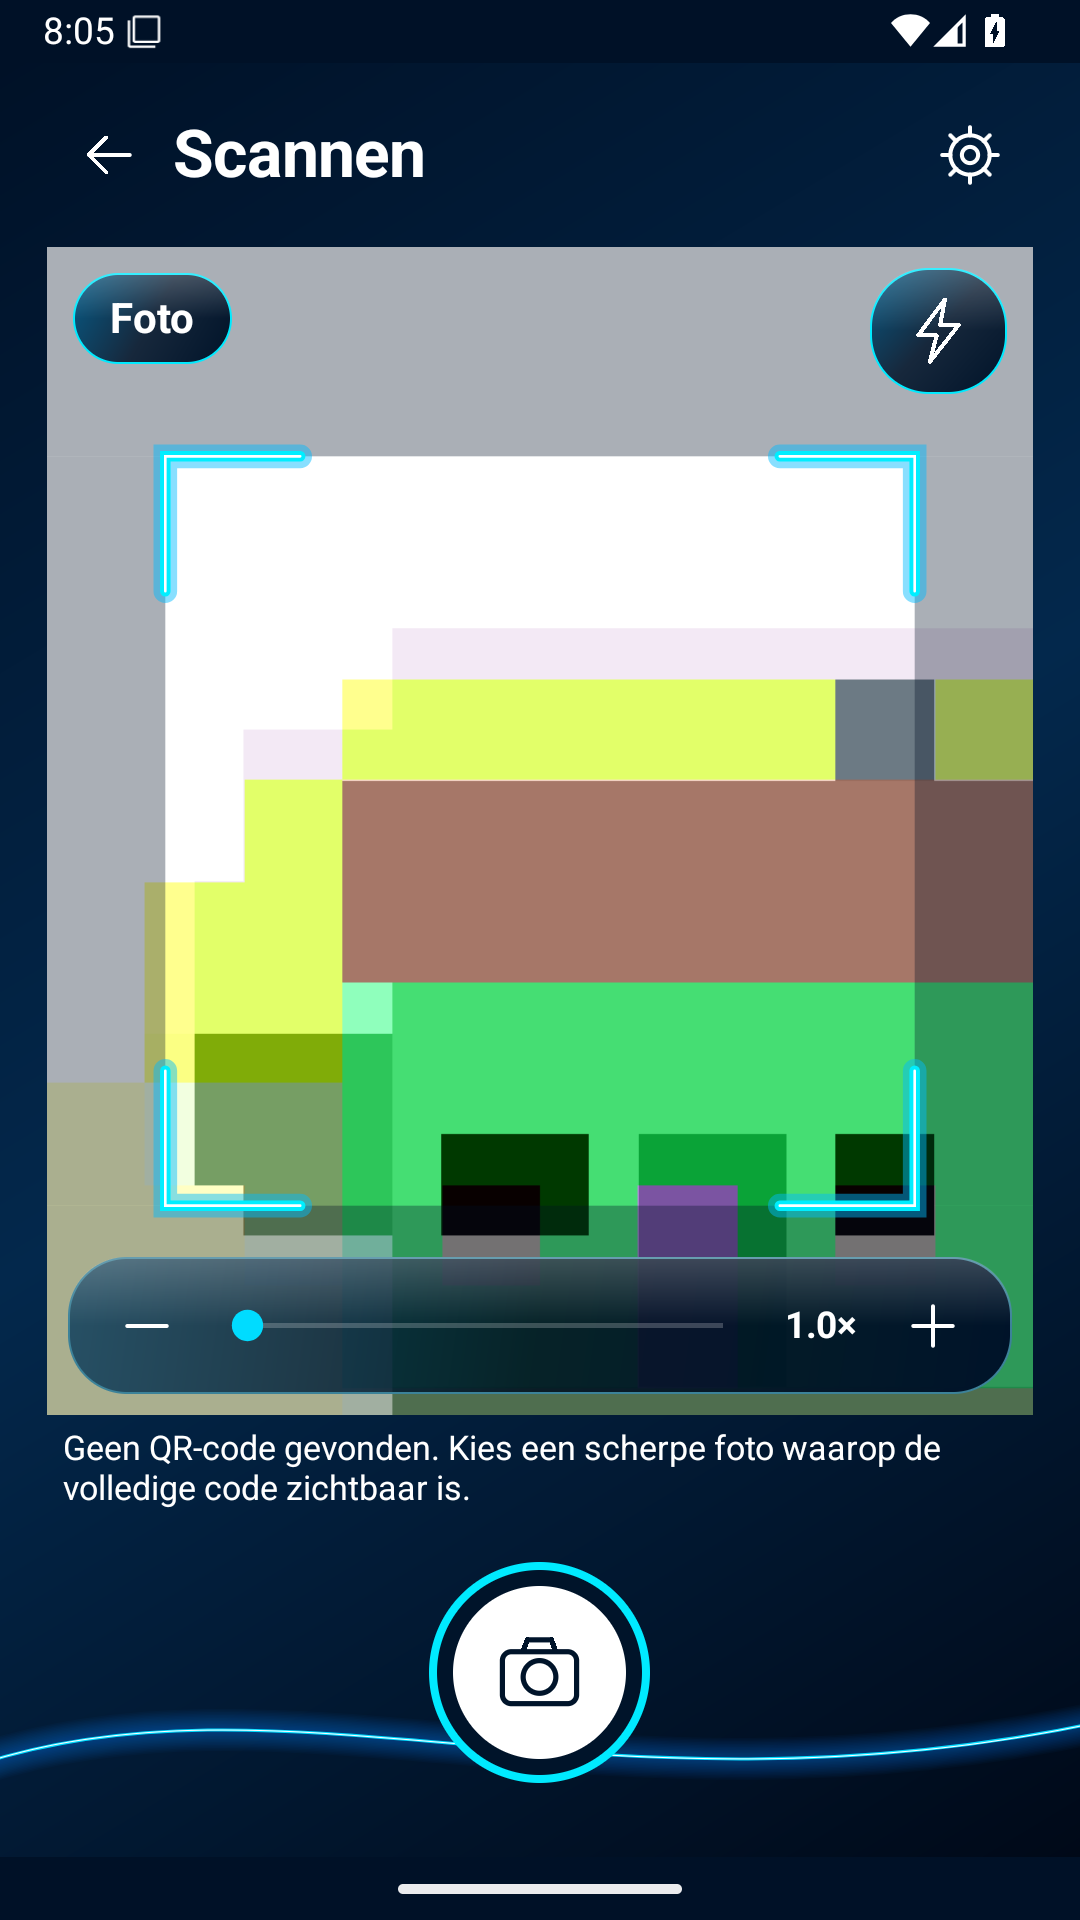 8:05
Scannen
Foto
1.0×
Geen QR-code gevonden. Kies een scherpe foto waarop de
volledige code zichtbaar is.